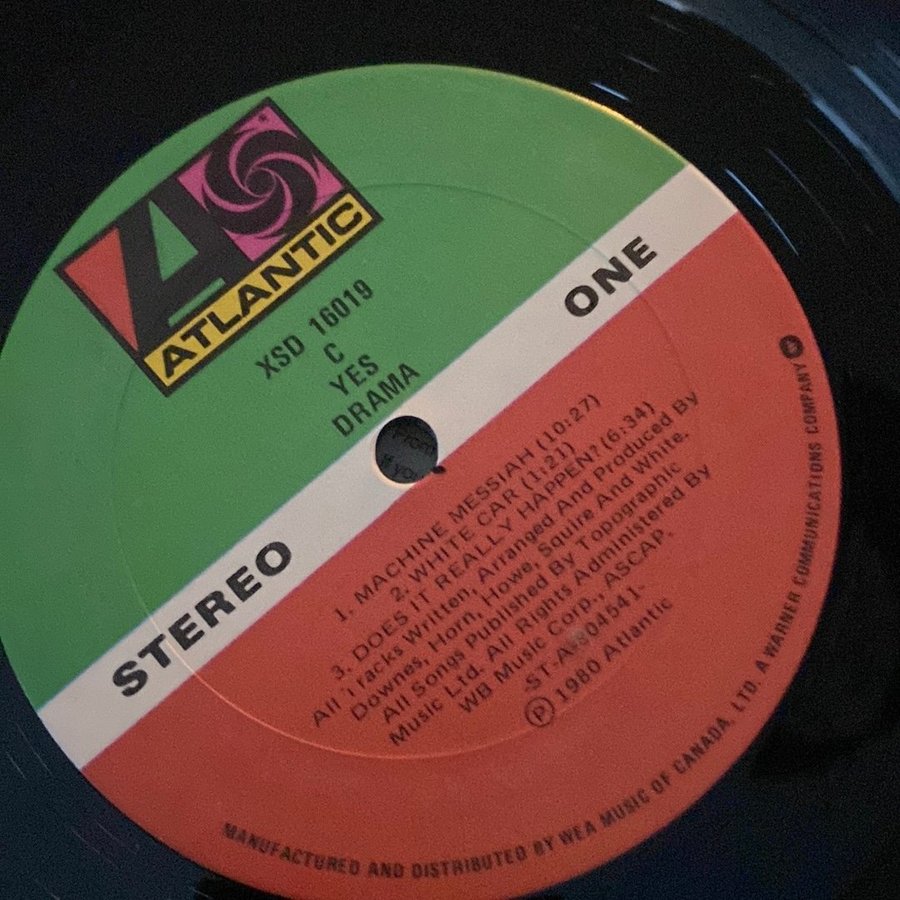 ATLANTIC
XSD 16019
C
YES
DRAMA
STEREO
ONE
1. MACHINE MESSIAH (10:27)
2. WHITE CAR (1:21)
3. DOES IT REALLY HAPPEN? (6:34)
All Tracks Written, Arranged And Produced By
Downes, Horn, Howe, Squire And White.
All Songs Published By Topographic
Music Ltd. All Rights Administered By
WB Music Corp., ASCAP.
ST-A-804541-
Ⓟ 1980 Atlantic
MANUFACTURED AND DISTRIBUTED BY WEA MUSIC OF CANADA, LTD. A WARNER COMMUNICATIONS COMPANY